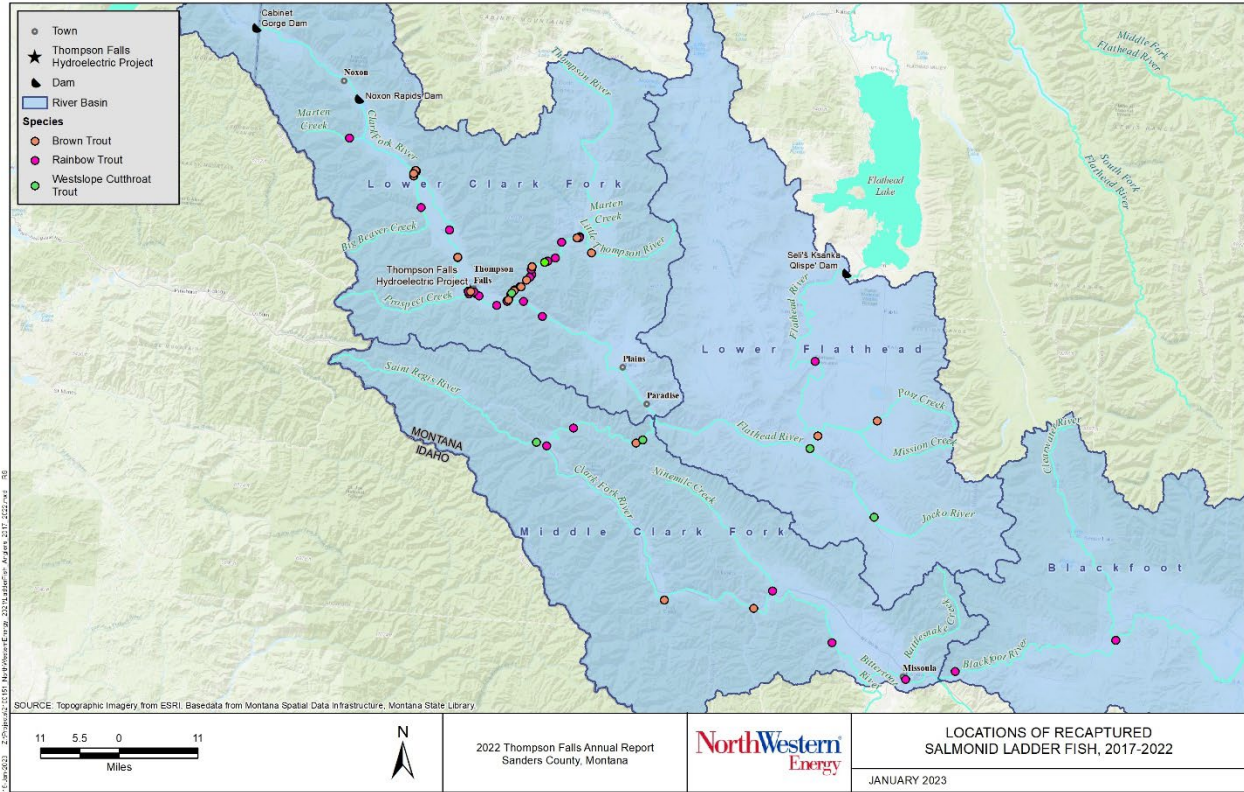 Town
Thompson Falls
Hydroelectric Project
Dam
River Basin
Species
Brown Trout
Rainbow Trout
Westslope Cutthroat
Trout
Cabinet
Gorge Dam
Noxon
Noxon Rapids Dam
Marten
Creek
Clark Fork River
Lower Clark Fork
Big Beaver Creek
Thompson River
CABINET MOUNTAINS
Marten
Creek
Little Thompson River
Thompson Falls
Hydroelectric Project
Thompson
Falls
Prospect Creek
Plains
Paradise
Middle Fork
Flathead River
South Fork
Flathead River
Flathead
Lake
Seli'š Ksanka
Qlispe' Dam
Flathead River
Lower Flathead
Post Creek
Mission Creek
Flathead River
Jocko River
Saint Regis River
MONTANA
IDAHO
Clark Fork River
Ninemile Creek
Middle Clark Fork
Clearwater River
Blackfoot
Rattlesnake Creek
Missoula
Blackfoot River
Bitterroot
River
SOURCE: Topographic Imagery from ESRI. Basedata from Montana Spatial Data Infrastructure, Montana State Library
11 5.5 0 11
Miles
N
2022 Thompson Falls Annual Report
Sanders County, Montana
NorthWestern
Energy
LOCATIONS OF RECAPTURED
SALMONID LADDER FISH, 2017-2022
JANUARY 2023